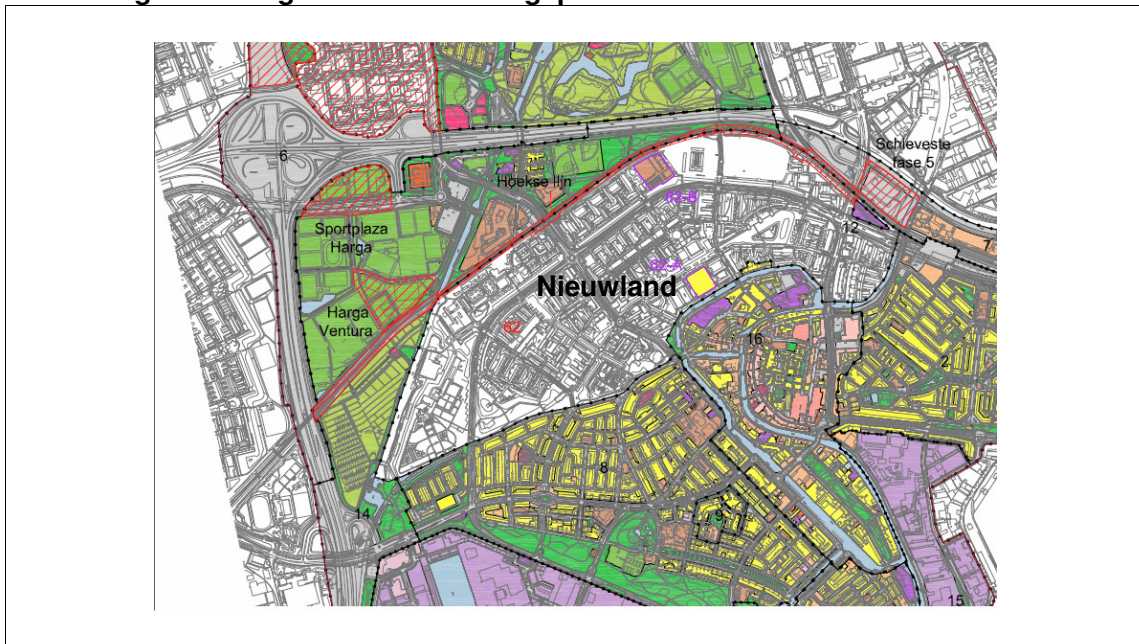 6
Schieveste
fase 5
Hoekse lijn
62-B
Sportplaza
Harga
12
7
62-A
Nieuwland
Harga
Ventura
62
16
2
8
9
14
15